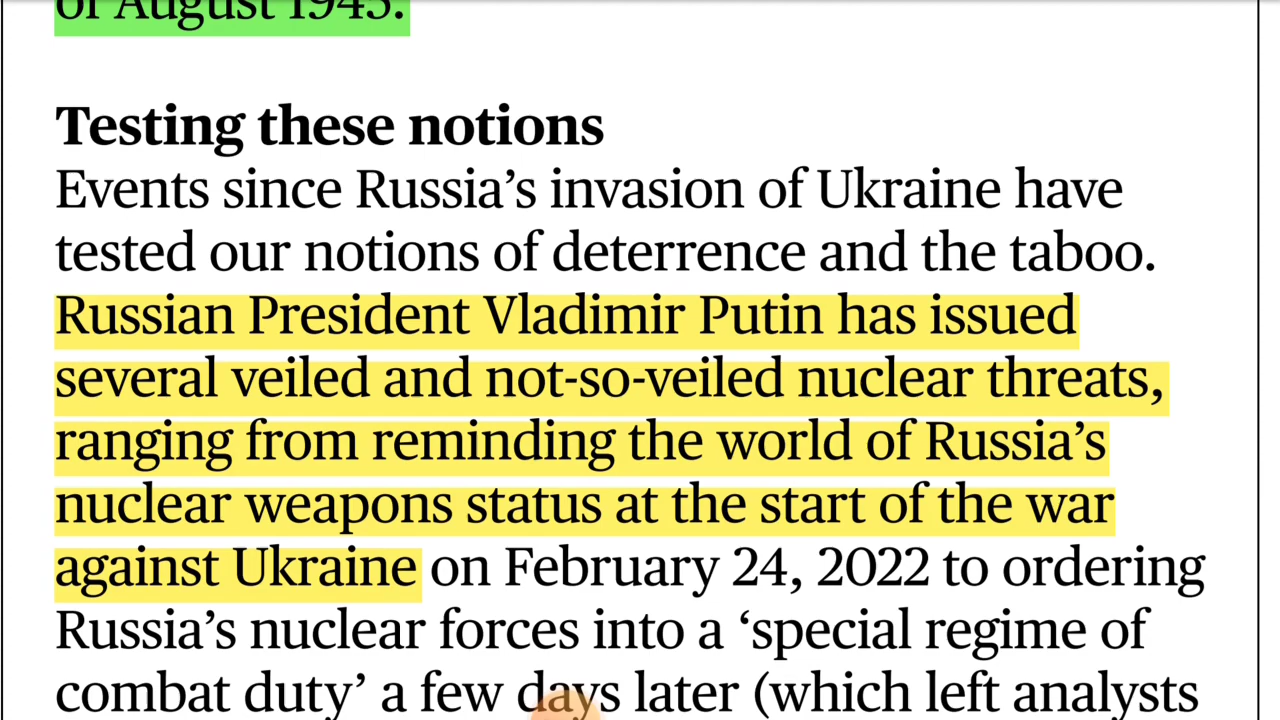 of August 1945.
Testing these notions
Events since Russia’s invasion of Ukraine have
tested our notions of deterrence and the taboo.
Russian President Vladimir Putin has issued
several veiled and not-so-veiled nuclear threats,
ranging from reminding the world of Russia’s
nuclear weapons status at the start of the war
against Ukraine on February 24, 2022 to ordering
Russia’s nuclear forces into a ‘special regime of
combat duty’ a few days later (which left analysts